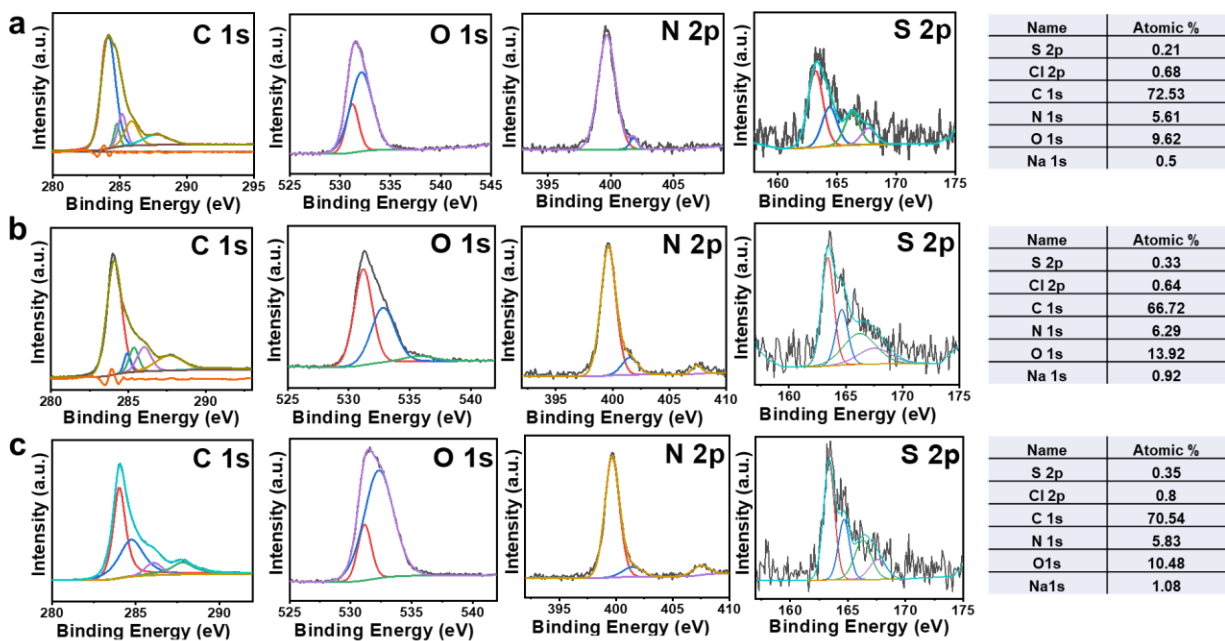 a
C 1s
Intensity (a.u.)
280 285 290 295
Binding Energy (eV)
O 1s
Intensity (a.u.)
525 530 535 540 545
Binding Energy (eV)
N 2p
Intensity (a.u.)
395 400 405
Binding Energy (eV)
S 2p
Intensity (a.u.)
160 165 170 175
Binding Energy (eV)
Name Atomic %
S 2p 0.21
Cl 2p 0.68
C 1s 72.53
N 1s 5.61
O 1s 9.62
Na 1s 0.5
b
C 1s
Intensity (a.u.)
280 285 290
Binding Energy (eV)
O 1s
Intensity (a.u.)
525 530 535 540
Binding Energy (eV)
N 2p
Intensity (a.u.)
395 400 405 410
Binding Energy (eV)
S 2p
Intensity (a.u.)
160 165 170 175
Binding Energy (eV)
Name Atomic %
S 2p 0.33
Cl 2p 0.64
C 1s 66.72
N 1s 6.29
O 1s 13.92
Na 1s 0.92
c
C 1s
Intensity (a.u.)
280 285 290
Binding Energy (eV)
O 1s
Intensity (a.u.)
525 530 535 540 545
Binding Energy (eV)
N 2p
Intensity (a.u.)
395 400 405 410
Binding Energy (eV)
S 2p
Intensity (a.u.)
160 165 170 175
Binding Energy (eV)
Name Atomic %
S 2p 0.35
Cl 2p 0.8
C 1s 70.54
N 1s 5.83
O1s 10.48
Na1s 1.08